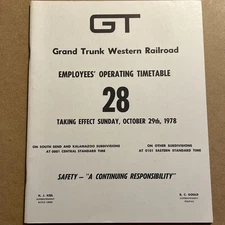 GT
Grand Trunk Western Railroad
EMPLOYEES' OPERATING TIMETABLE
28
TAKING EFFECT SUNDAY, OCTOBER 29th, 1978
ON SOUTH BEND AND KALAMAZOO SUBDIVISIONS
AT 0001 CENTRAL STANDARD TIME
ON OTHER SUBDIVISIONS
AT 0101 EASTERN STANDARD TIME
SAFETY — "A CONTINUING RESPONSIBILITY"